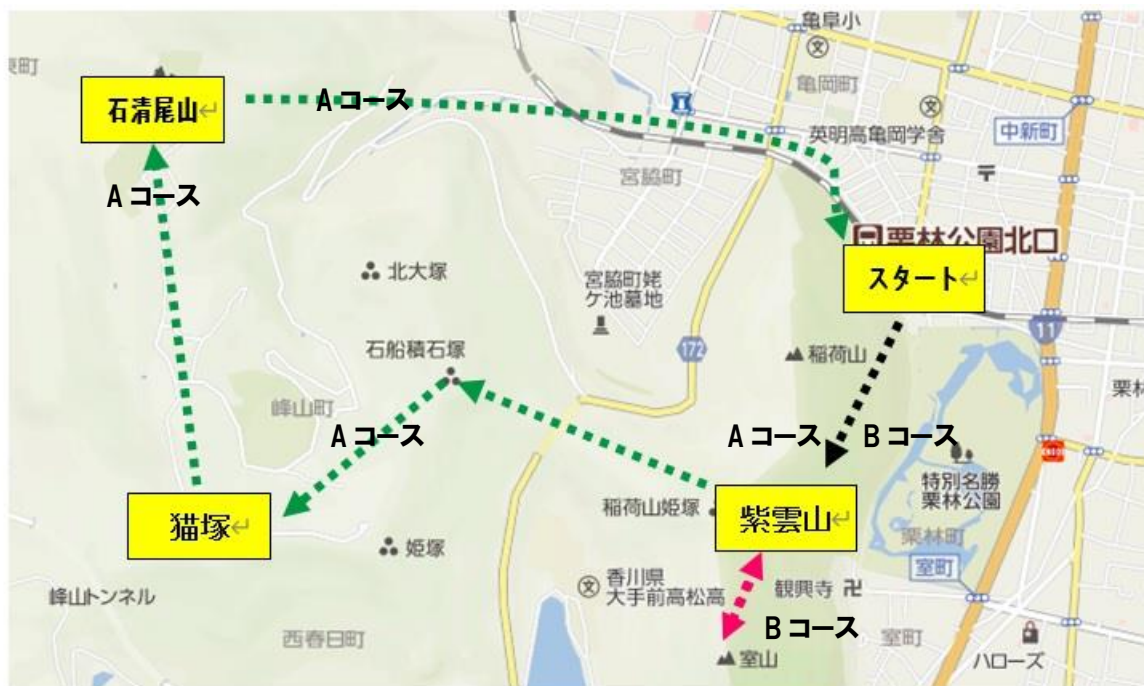 亀阜小
亀岡町
石清尾山↵
Aコース
英明高亀岡学舎
中新町
宮脇町
Aコース
栗林公園北口
スタート↵
北大塚
宮脇町姥
ケ池墓地
11
石船積石塚
172
稲荷山
峰山町
Aコース
Aコース
Bコース
特別名勝
栗林公園
猫塚↵
稲荷山姫塚
紫雲山↵
栗林町
姫塚
室町
峰山トンネル
香川県
大手前高松高
観興寺
Bコース
西春日町
室山
室町
ハローズ